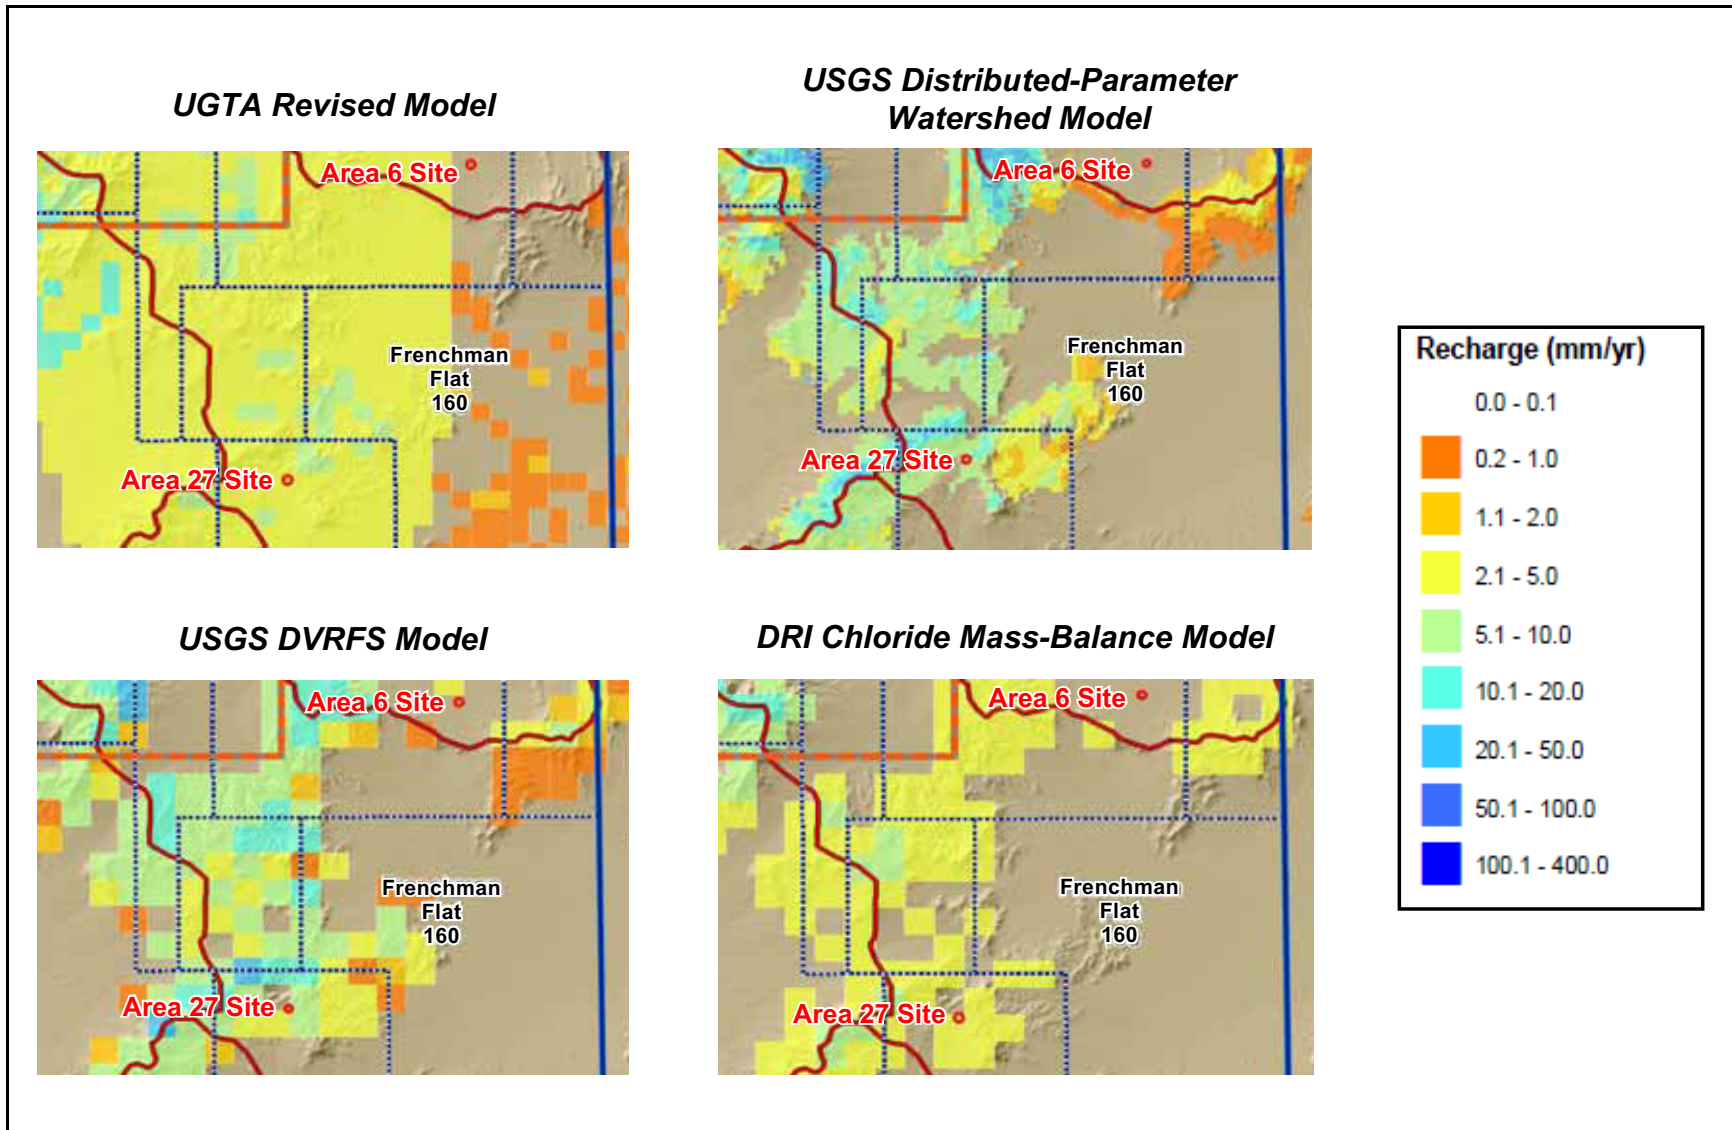 UGTA Revised Model
Area 6 Site
Frenchman
Flat
160
Area 27 Site
USGS Distributed-Parameter
Watershed Model
Area 6 Site
Frenchman
Flat
160
Area 27 Site
USGS DVRFS Model
Area 6 Site
Frenchman
Flat
160
Area 27 Site
DRI Chloride Mass-Balance Model
Area 6 Site
Frenchman
Flat
160
Area 27 Site
Recharge (mm/yr)
0.0 - 0.1
0.2 - 1.0
1.1 - 2.0
2.1 - 5.0
5.1 - 10.0
10.1 - 20.0
20.1 - 50.0
50.1 - 100.0
100.1 - 400.0